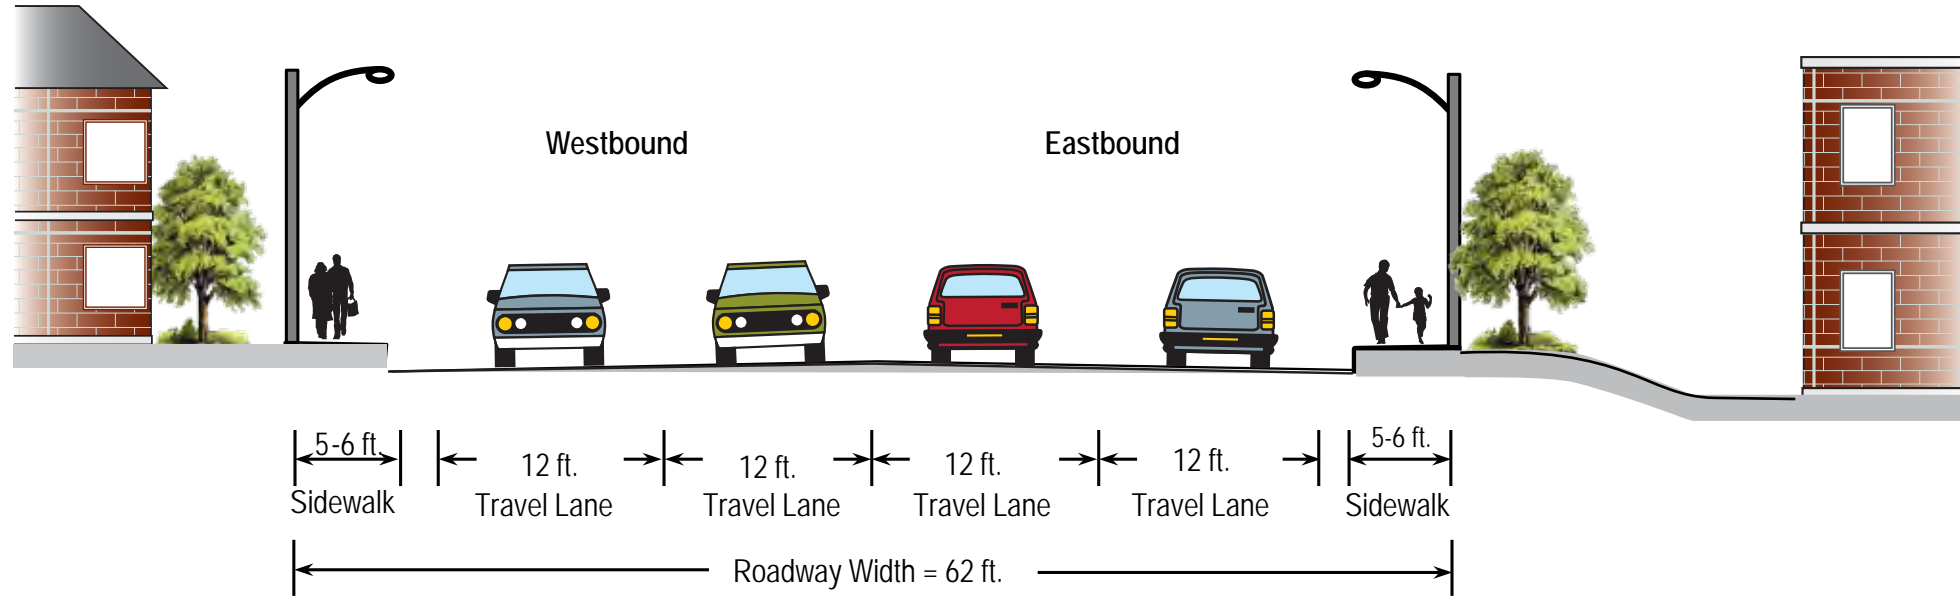 Westbound
Eastbound
5-6 ft.
12 ft.
12 ft.
12 ft.
12 ft.
5-6 ft.
Sidewalk
Travel Lane
Travel Lane
Travel Lane
Travel Lane
Sidewalk
Roadway Width = 62 ft.